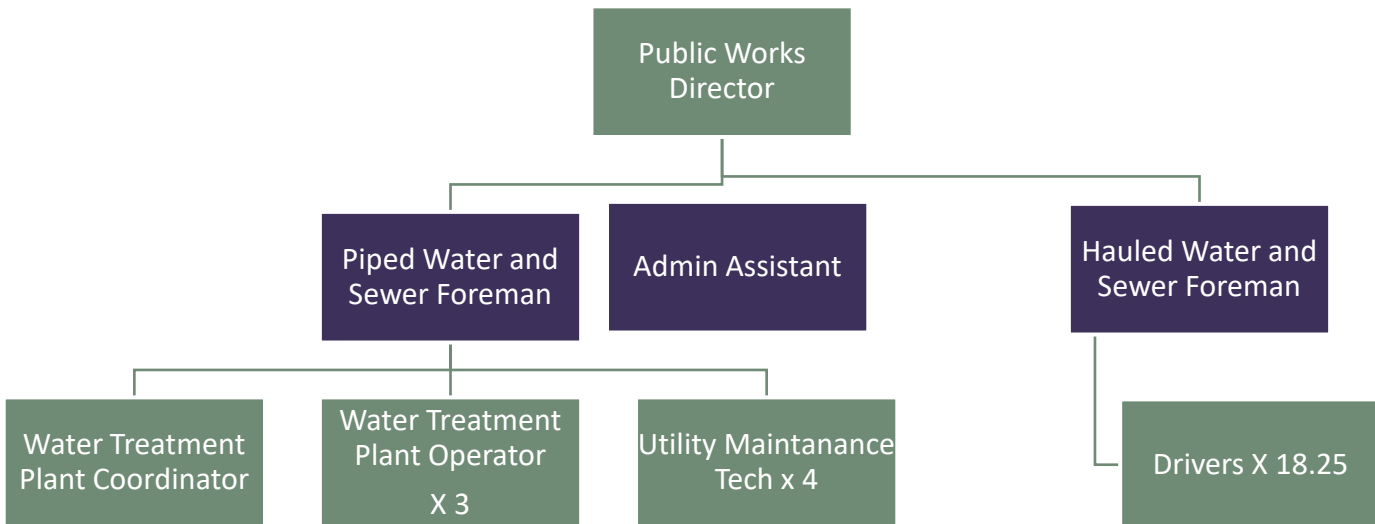 Public Works
Director
Piped Water and
Sewer Foreman
Admin Assistant
Hauled Water and
Sewer Foreman
Water Treatment
Plant Coordinator
Water Treatment
Plant Operator
X 3
Utility Maintanance
Tech x 4
Drivers X 18.25